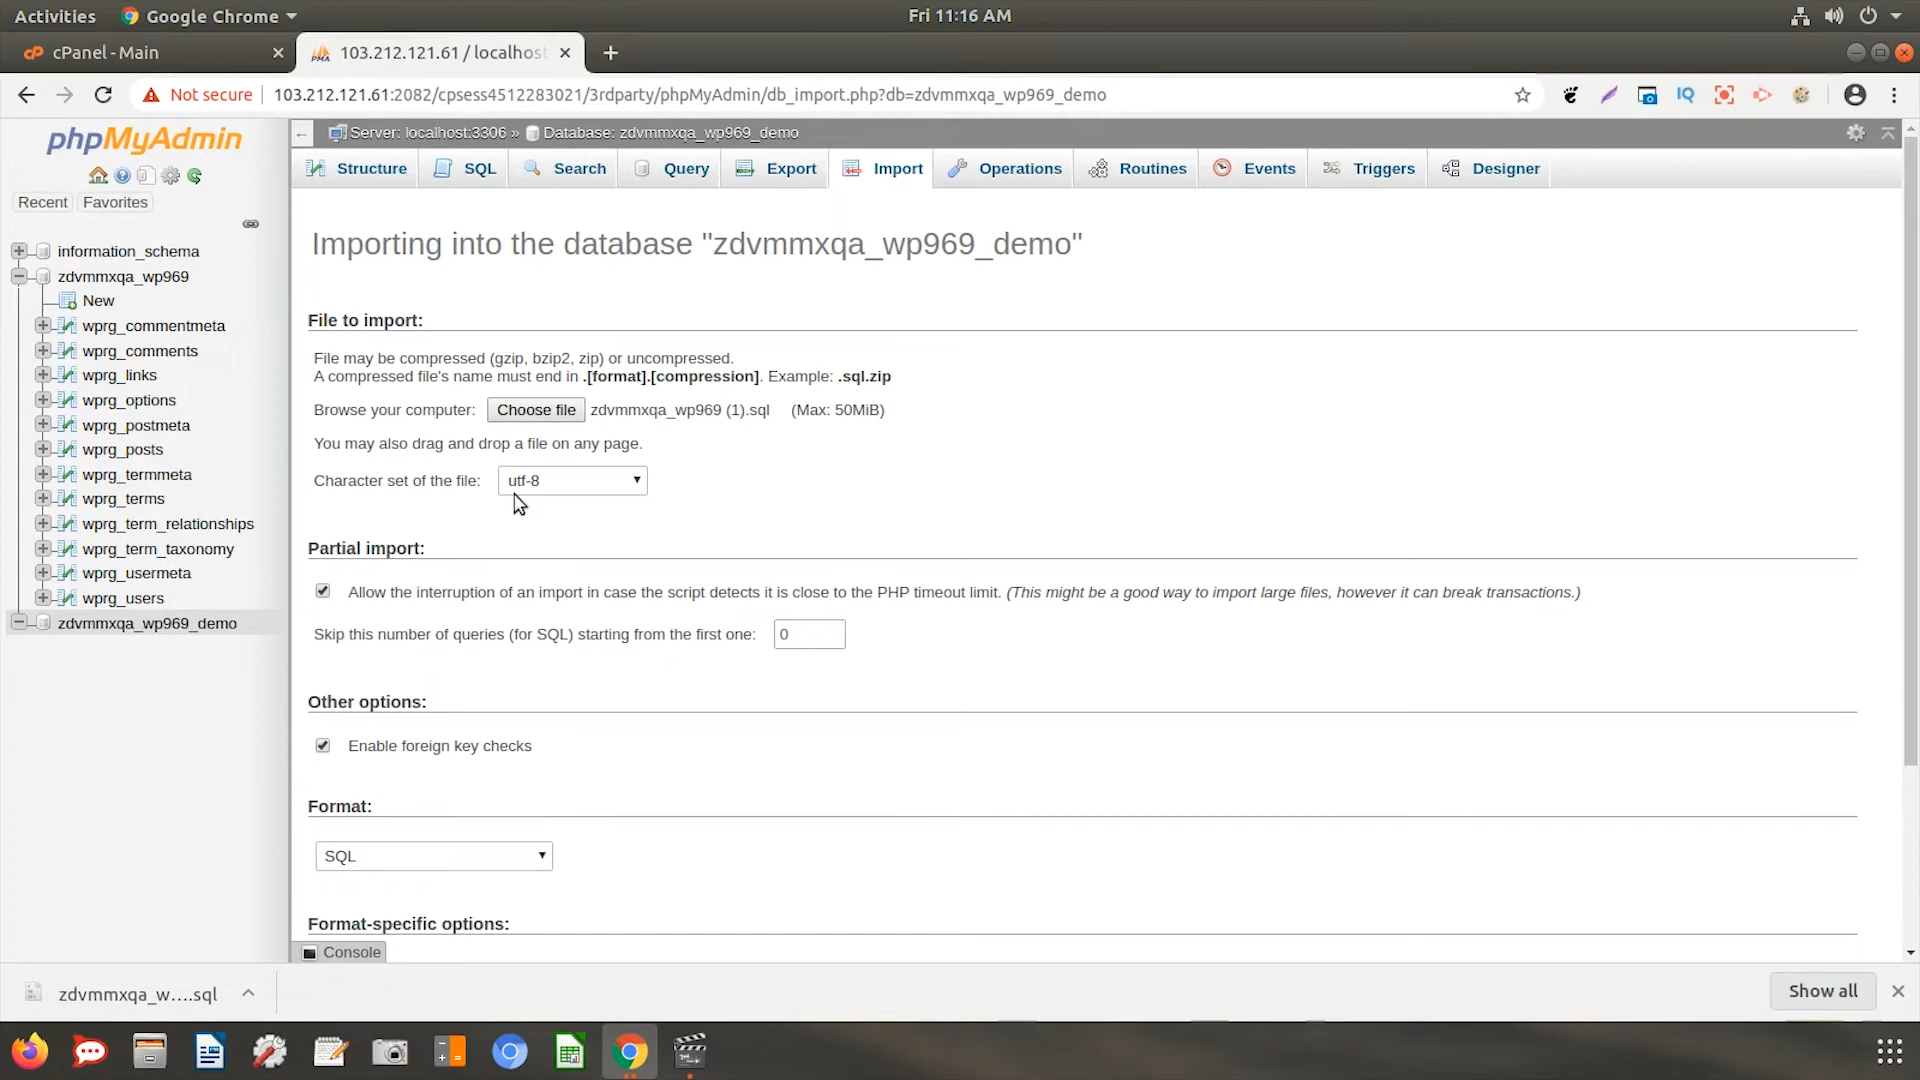 Activities
Google Chrome
Fri 11:16 AM
cPanel - Main
103.212.121.61 / localhost
Not secure
103.212.121.61:2082/cpsess4512283021/3rdparty/phpMyAdmin/db_import.php?db=zdvmmxqa_wp969_demo
IQ
phpMyAdmin
Recent
Favorites
information_schema
zdvmmxqa_wp969
New
wprg_commentmeta
wprg_comments
wprg_links
wprg_options
wprg_postmeta
wprg_posts
wprg_termmeta
wprg_terms
wprg_term_relationships
wprg_term_taxonomy
wprg_usermeta
wprg_users
zdvmmxqa_wp969_demo
Server: localhost:3306 » Database: zdvmmxqa_wp969_demo
Structure
SQL
Search
Query
Export
Import
Operations
Routines
Events
Triggers
Designer
Importing into the database "zdvmmxqa_wp969_demo"
File to import:
File may be compressed (gzip, bzip2, zip) or uncompressed.
A compressed file's name must end in .[format].[compression]. Example: .sql.zip
Browse your computer: Choose file zdvmmxqa_wp969 (1).sql (Max: 50MiB)
You may also drag and drop a file on any page.
Character set of the file: utf-8
Partial import:
Allow the interruption of an import in case the script detects it is close to the PHP timeout limit. (This might be a good way to import large files, however it can break transactions.)
Skip this number of queries (for SQL) starting from the first one: 0
Other options:
Enable foreign key checks
Format:
SQL
Format-specific options:
Console
zdvmmxqa_w....sql
Show all